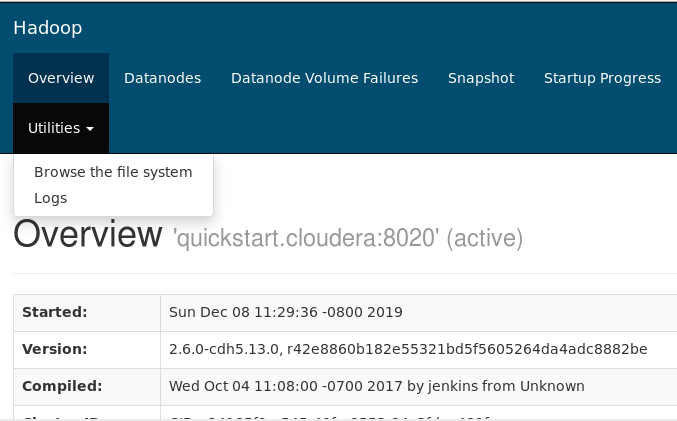 Hadoop
Overview Datanodes Datanode Volume Failures Snapshot Startup Progress
Utilities
Browse the file system
Logs
Overview 'quickstart.cloudera:8020' (active)
Started: Sun Dec 08 11:29:36 -0800 2019
Version: 2.6.0-cdh5.13.0, r42e8860b182e55321bd5f5605264da4adc8882be
Compiled: Wed Oct 04 11:08:00 -0700 2017 by jenkins from Unknown